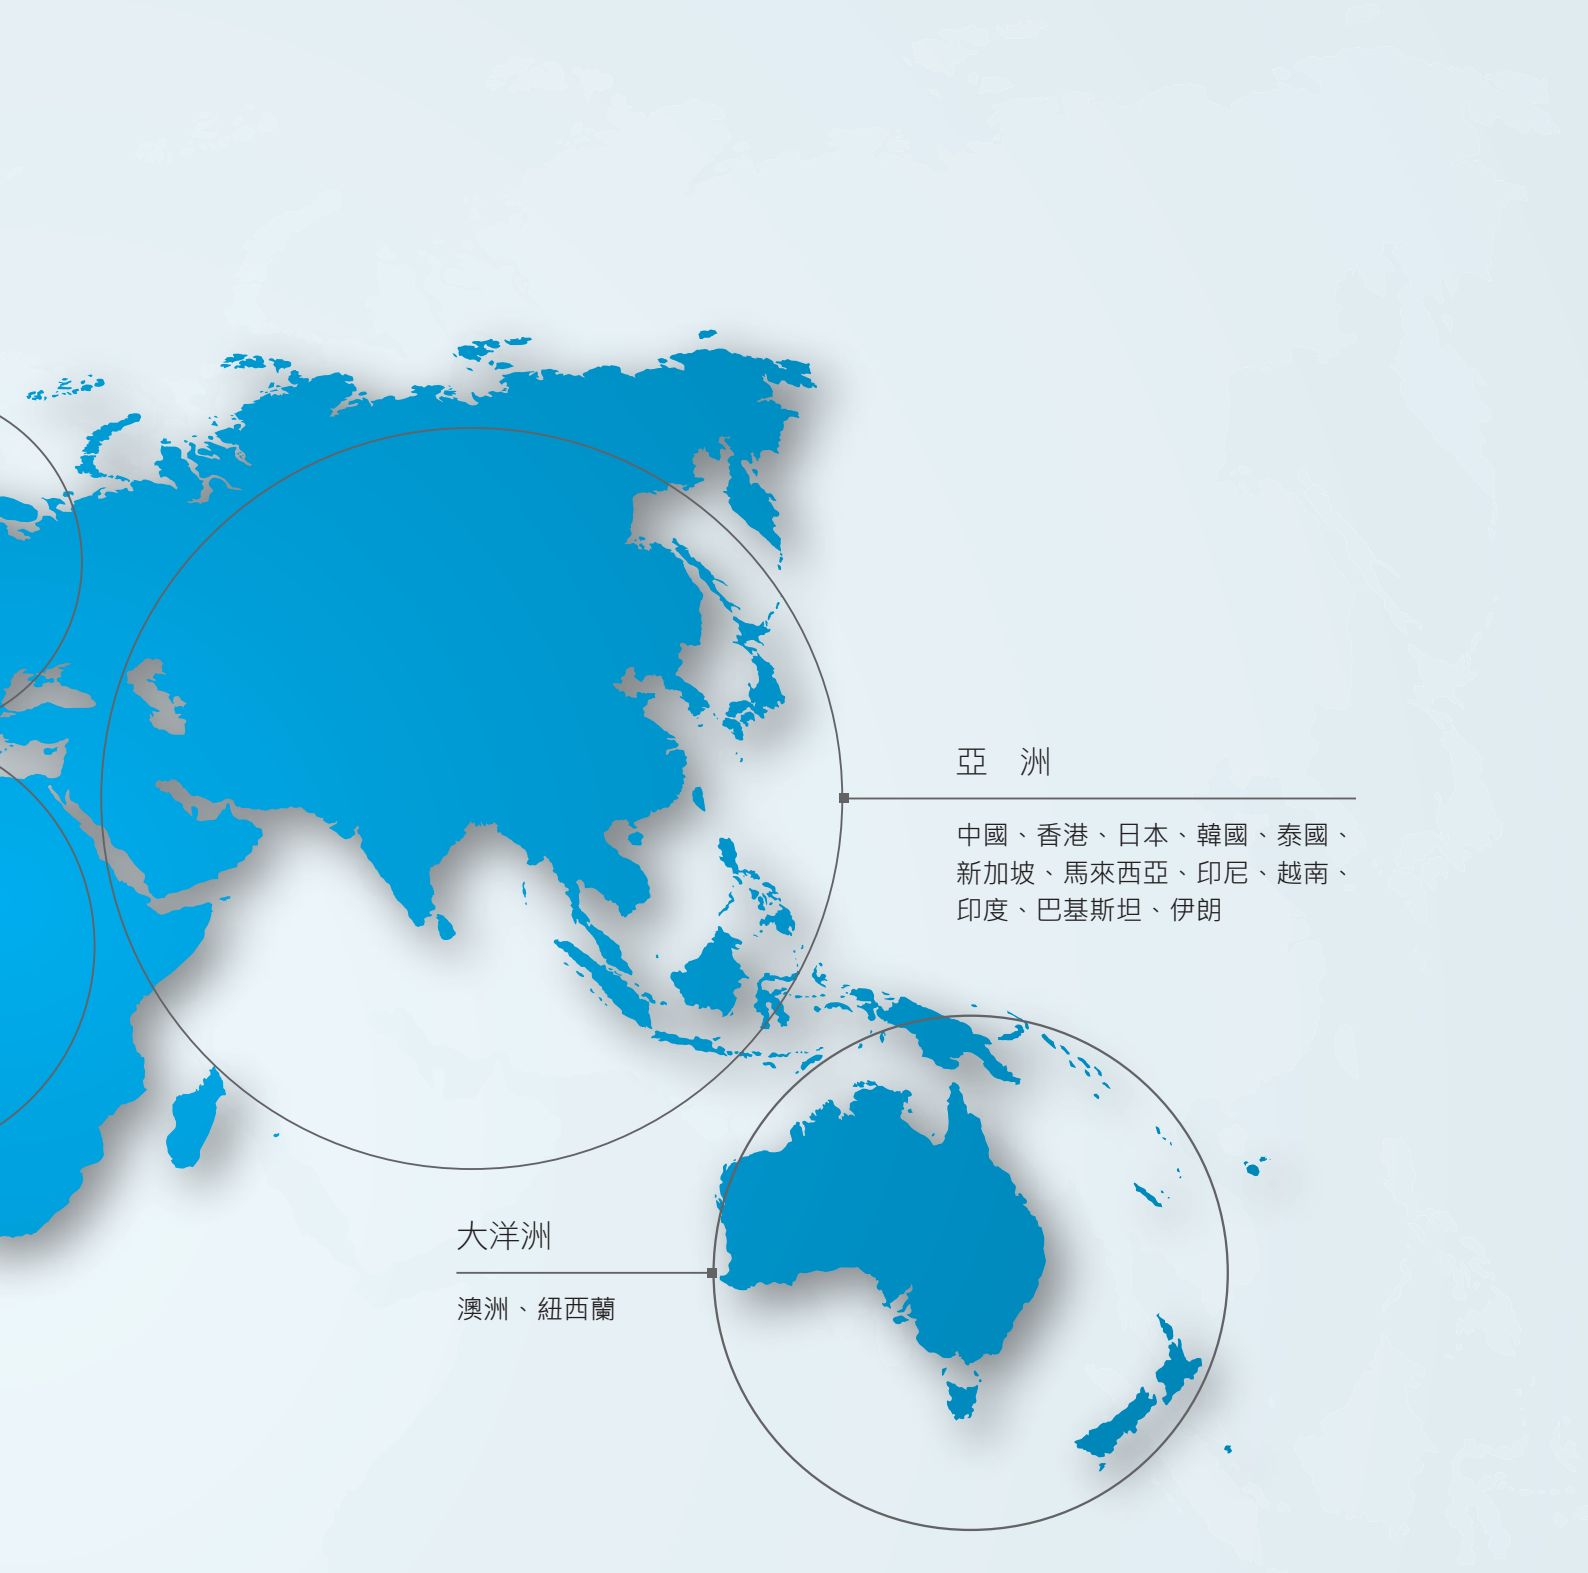 亞　洲
中國、香港、日本、韓國、泰國、
新加坡、馬來西亞、印尼、越南、
印度、巴基斯坦、伊朗
大洋洲
澳洲、紐西蘭